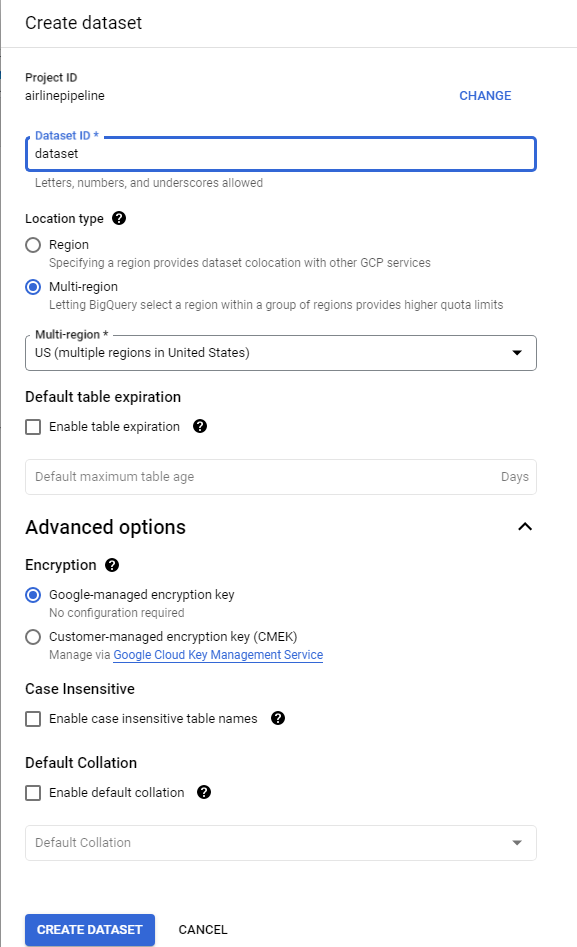 Create dataset
Project ID
airlinepipeline
CHANGE
Dataset ID *
dataset
Letters, numbers, and underscores allowed
Location type
Region
Specifying a region provides dataset colocation with other GCP services
Multi-region
Letting BigQuery select a region within a group of regions provides higher quota limits
Multi-region *
US (multiple regions in United States)
Default table expiration
Enable table expiration
Default maximum table age Days
Advanced options
Encryption
Google-managed encryption key
No configuration required
Customer-managed encryption key (CMEK)
Manage via Google Cloud Key Management Service
Case Insensitive
Enable case insensitive table names
Default Collation
Enable default collation
Default Collation
CREATE DATASET CANCEL